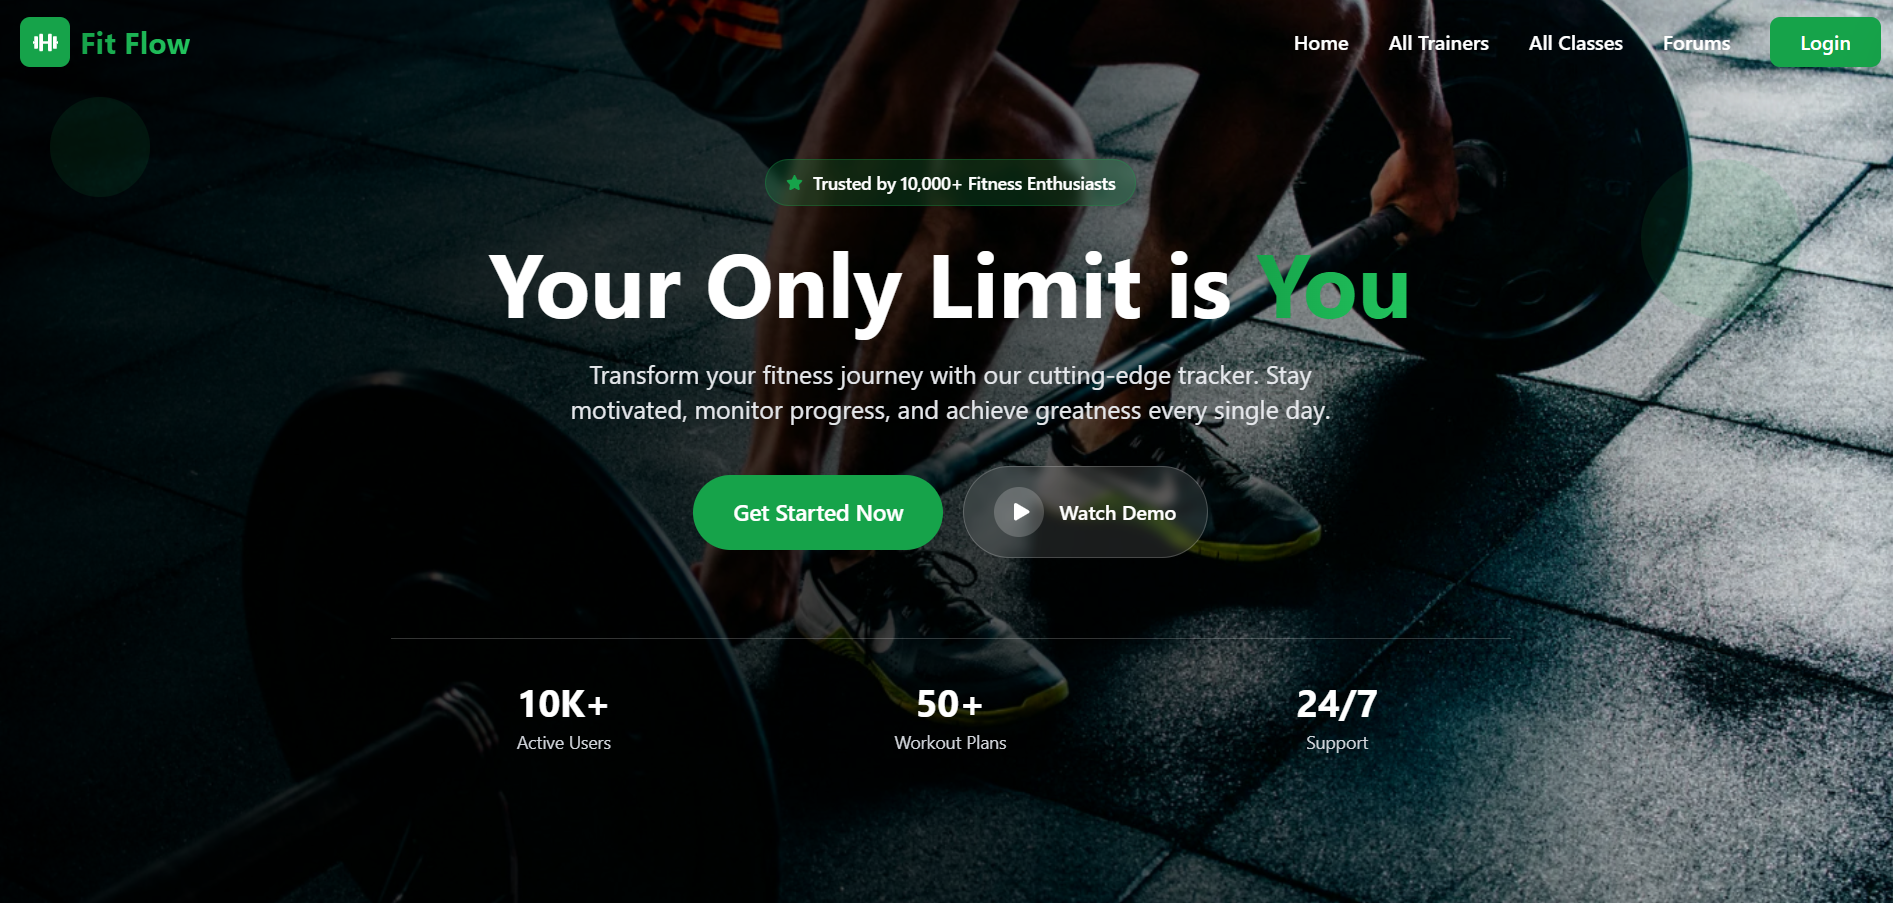 Fit Flow
Home
All Trainers
All Classes
Forums
Login
Trusted by 10,000+ Fitness Enthusiasts
Your Only Limit is You
Transform your fitness journey with our cutting-edge tracker. Stay
motivated, monitor progress, and achieve greatness every single day.
Get Started Now
Watch Demo
10K+
Active Users
50+
Workout Plans
24/7
Support